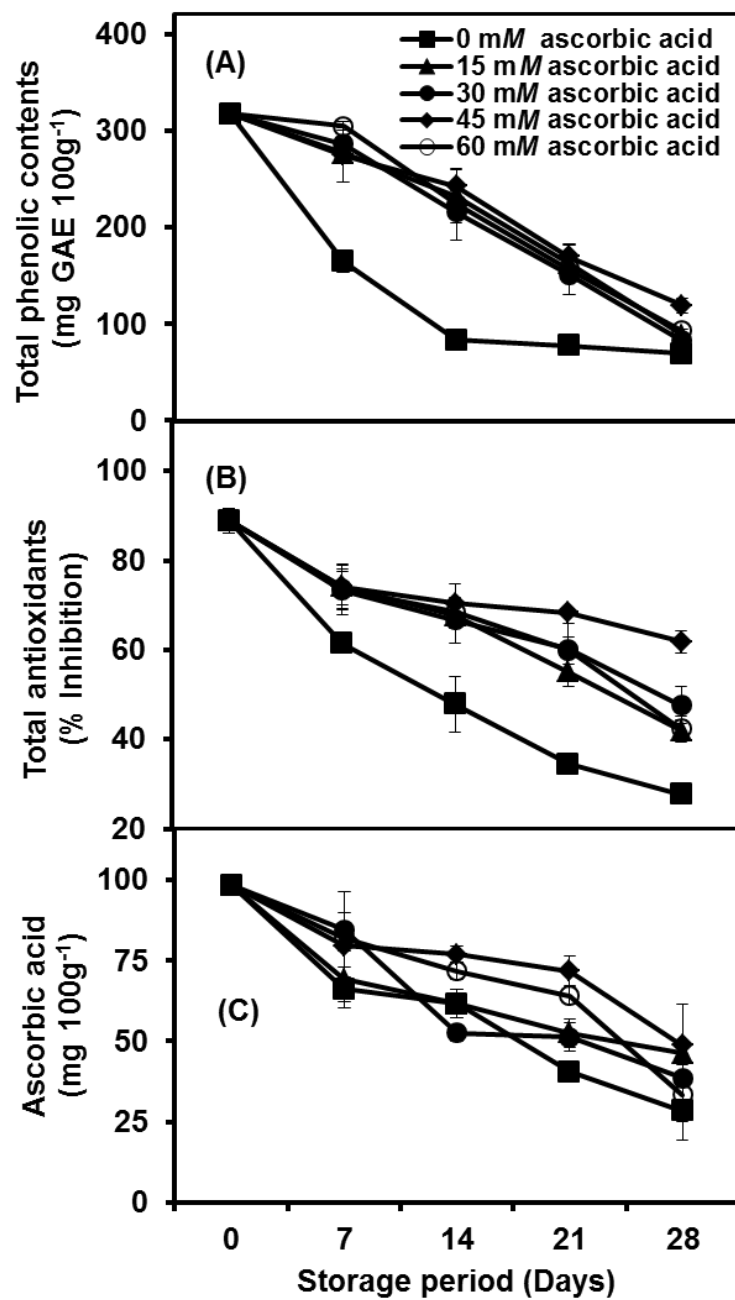 400
300
200
100
0
Total phenolic contents
(mg GAE 100g⁻¹)
(A)
0 mM ascorbic acid
15 mM ascorbic acid
30 mM ascorbic acid
45 mM ascorbic acid
60 mM ascorbic acid
100
80
60
40
20
Total antioxidants
(% Inhibition)
(B)
100
75
50
25
0
Ascorbic acid
(mg 100g⁻¹)
(C)
0 7 14 21 28
Storage period (Days)